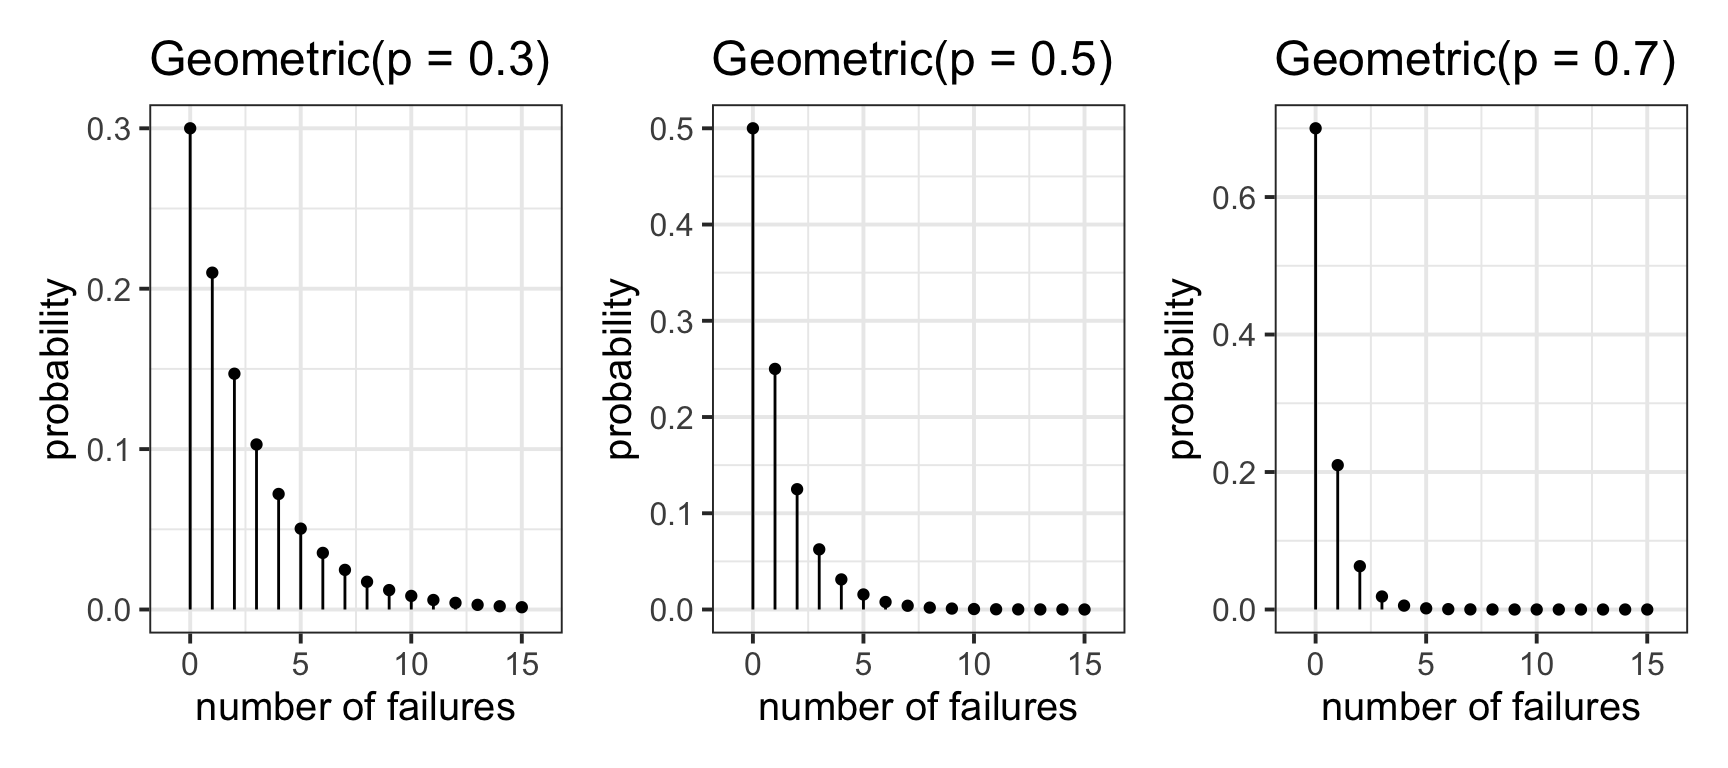 Geometric(p = 0.3)
0.3
0.2
0.1
0.0
probability
0 5 10 15
number of failures
Geometric(p = 0.5)
0.5
0.4
0.3
0.2
0.1
0.0
probability
0 5 10 15
number of failures
Geometric(p = 0.7)
0.6
0.4
0.2
0.0
probability
0 5 10 15
number of failures